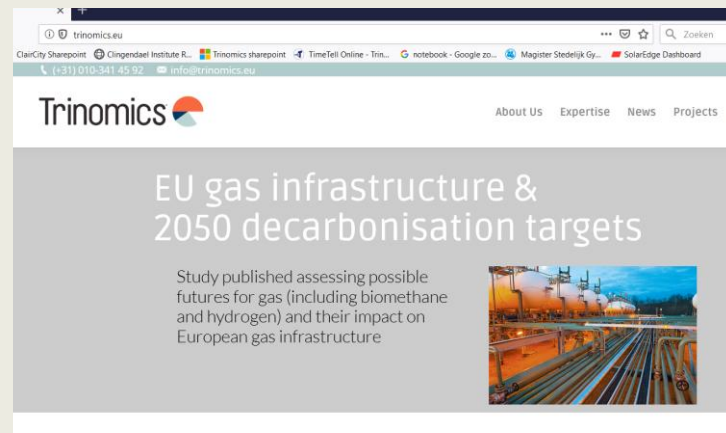 trinomics.eu
Zoeken
ClairCity Sharepoint Clingendael Institute R... Trinomics sharepoint TimeTell Online - Trin... notebook - Google zo... Magister Stedelijk Gy... SolarEdge Dashboard
(+31) 010-341 45 92 info@trinomics.eu
Trinomics
About Us Expertise News Projects
EU gas infrastructure &
2050 decarbonisation targets
Study published assessing possible
futures for gas (including biomethane
and hydrogen) and their impact on
European gas infrastructure